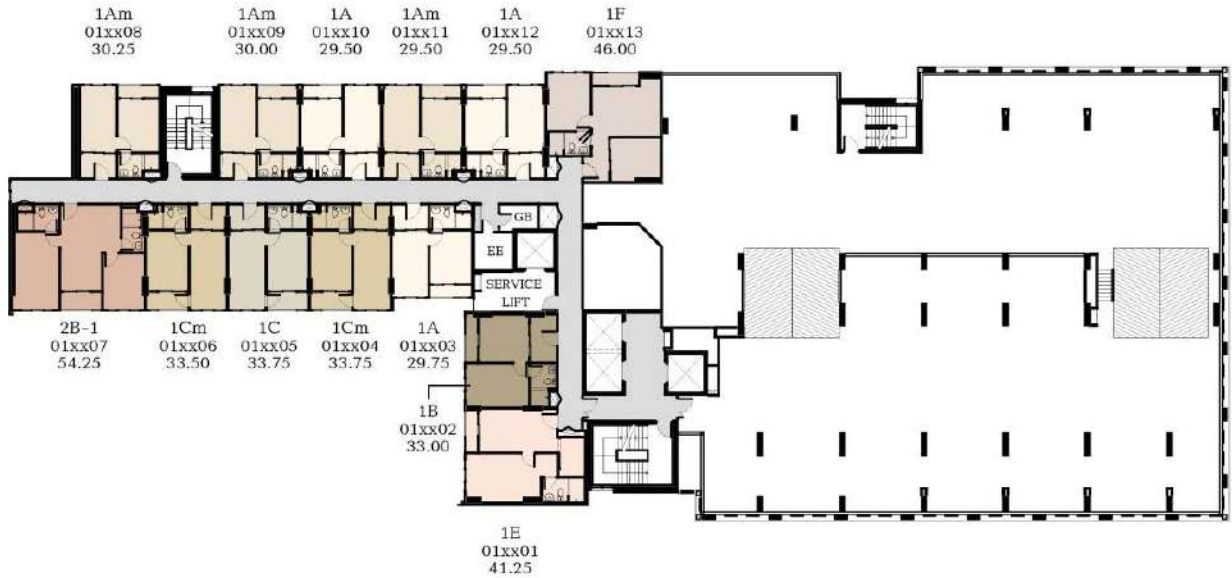 1Am
01xx08
30.25
1Am
01xx09
30.00
1A
01xx10
29.50
1Am
01xx11
29.50
1A
01xx12
29.50
1F
01xx13
46.00
GB
EE
SERVICE
LIFT
2B-1
01xx07
54.25
1Cm
01xx06
33.50
1C
01xx05
33.75
1Cm
01xx04
33.75
1A
01xx03
29.75
1B
01xx02
33.00
1E
01xx01
41.25